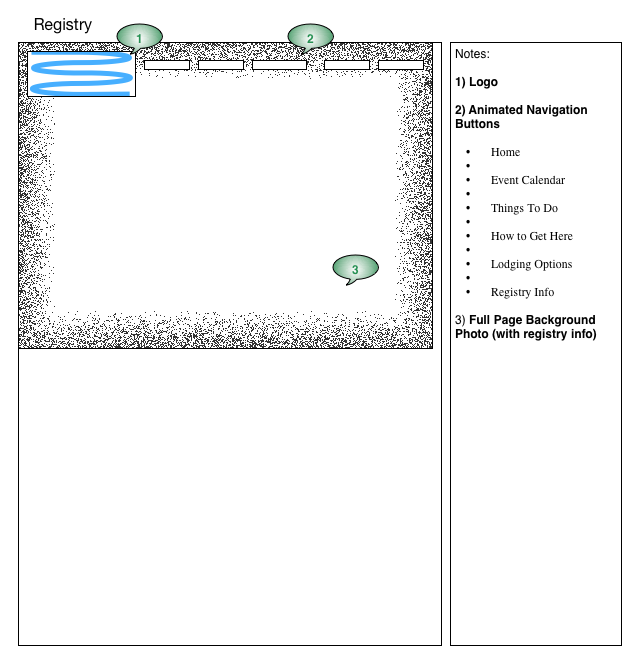 Registry
1
2
3
Notes:
1) Logo
2) Animated Navigation
Buttons
• Home
•
• Event Calendar
•
• Things To Do
•
• How to Get Here
•
• Lodging Options
•
• Registry Info
3) Full Page Background
Photo (with registry info)